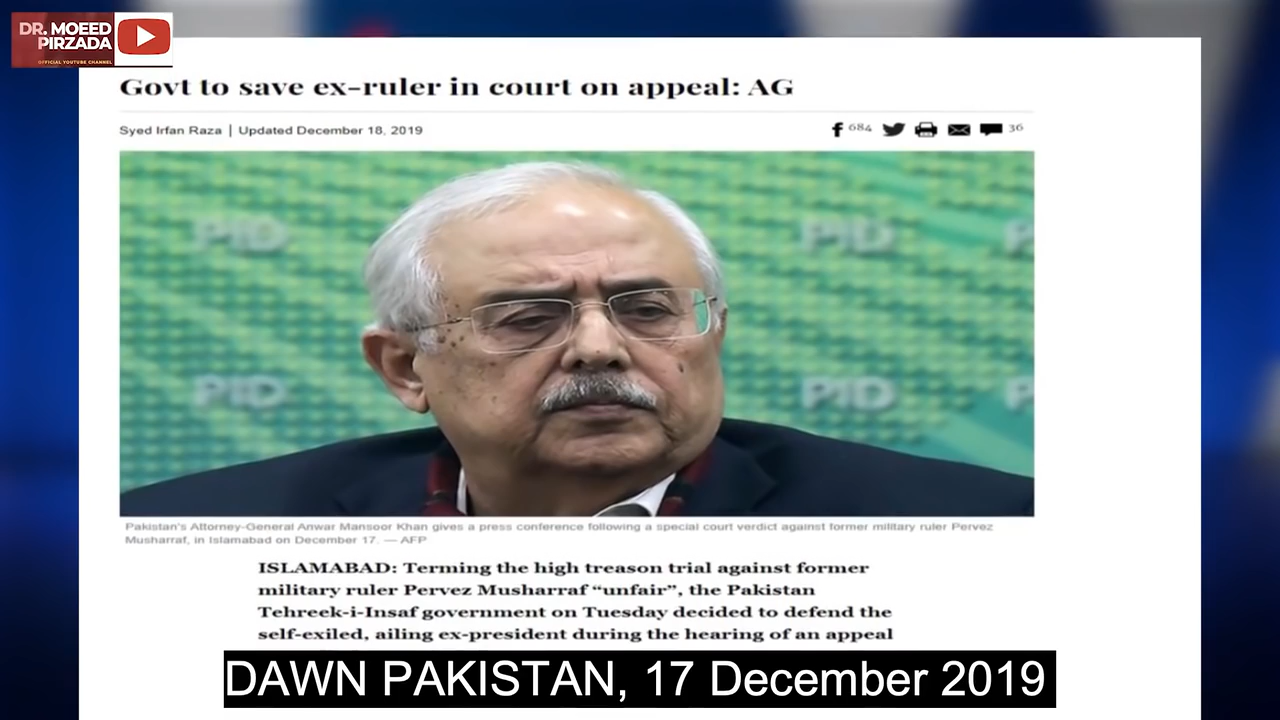 DR. MOEED
PIRZADA
OFFICIAL YOUTUBE CHANNEL
Govt to save ex-ruler in court on appeal: AG
Syed Irfan Raza | Updated December 18, 2019
684
36
PID PID P
PID PID P
Pakistan's Attorney-General Anwar Mansoor Khan gives a press conference following a special court verdict against former military ruler Pervez
Musharraf, in Islamabad on December 17. — AFP
ISLAMABAD: Terming the high treason trial against former
military ruler Pervez Musharraf “unfair”, the Pakistan
Tehreek-i-Insaf government on Tuesday decided to defend the
self-exiled, ailing ex-president during the hearing of an appeal
DAWN PAKISTAN, 17 December 2019